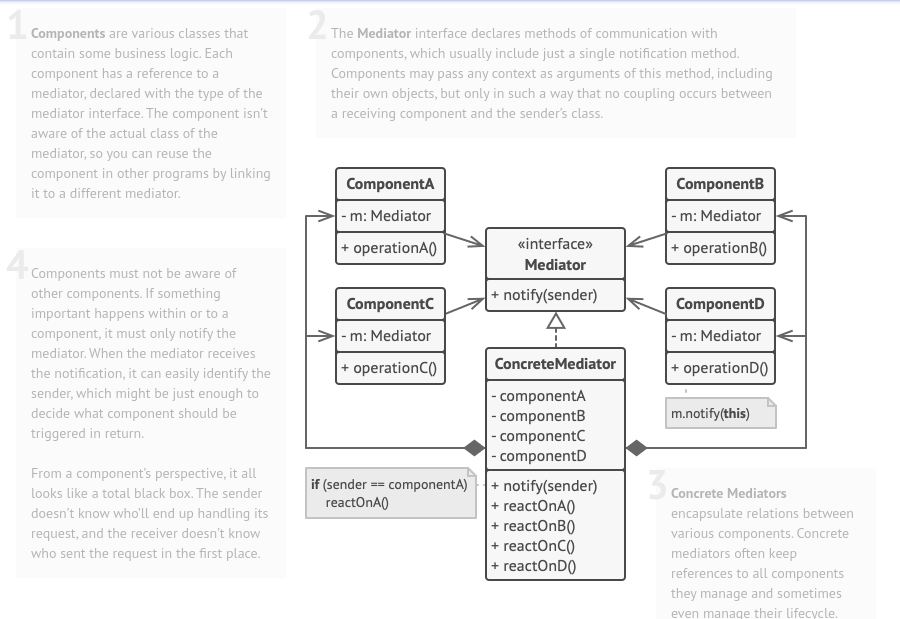 1
Components are various classes that
contain some business logic. Each
component has a reference to a
mediator, declared with the type of the
mediator interface. The component isn't
aware of the actual class of the
mediator, so you can reuse the
component in other programs by linking
it to a different mediator.
2
The Mediator interface declares methods of communication with
components, which usually include just a single notification method.
Components may pass any context as arguments of this method, including
their own objects, but only in such a way that no coupling occurs between
a receiving component and the sender's class.
ComponentA
- m: Mediator
+ operationA()
ComponentB
- m: Mediator
+ operationB()
«interface»
Mediator
+ notify(sender)
ComponentC
- m: Mediator
+ operationC()
ComponentD
- m: Mediator
+ operationD()
ConcreteMediator
- componentA
- componentB
- componentC
- componentD
+ notify(sender)
+ reactOnA()
+ reactOnB()
+ reactOnC()
+ reactOnD()
m.notify(this)
if (sender == componentA)
reactOnA()
4
Components must not be aware of
other components. If something
important happens within or to a
component, it must only notify the
mediator. When the mediator receives
the notification, it can easily identify the
sender, which might be just enough to
decide what component should be
triggered in return.
From a component's perspective, it all
looks like a total black box. The sender
doesn't know who'll end up handling its
request, and the receiver doesn't know
who sent the request in the first place.
3
Concrete Mediators
encapsulate relations between
various components. Concrete
mediators often keep
references to all components
they manage and sometimes
even manage their lifecycle.